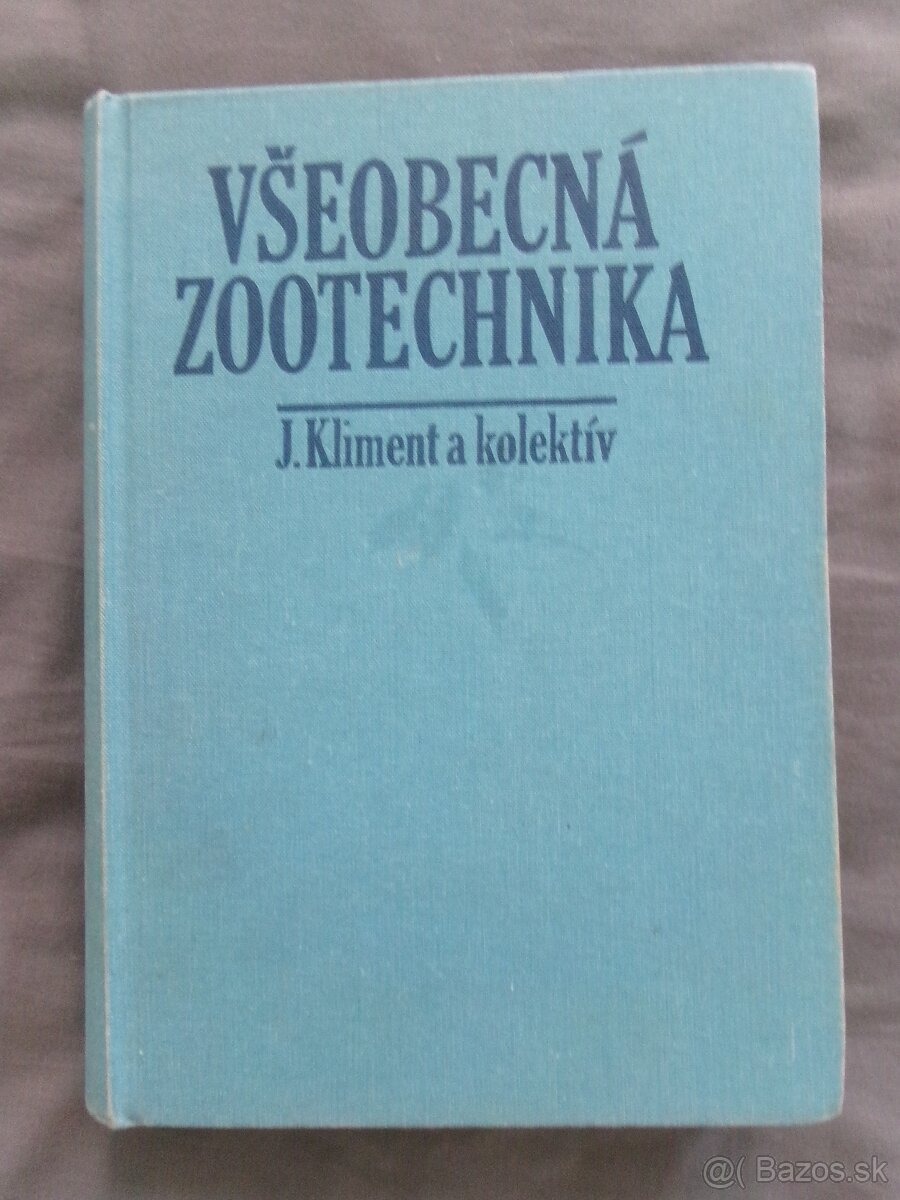 VŠEOBECNÁ
ZOOTECHNIKA
J. Kliment a kolektív
@( Bazos.sk